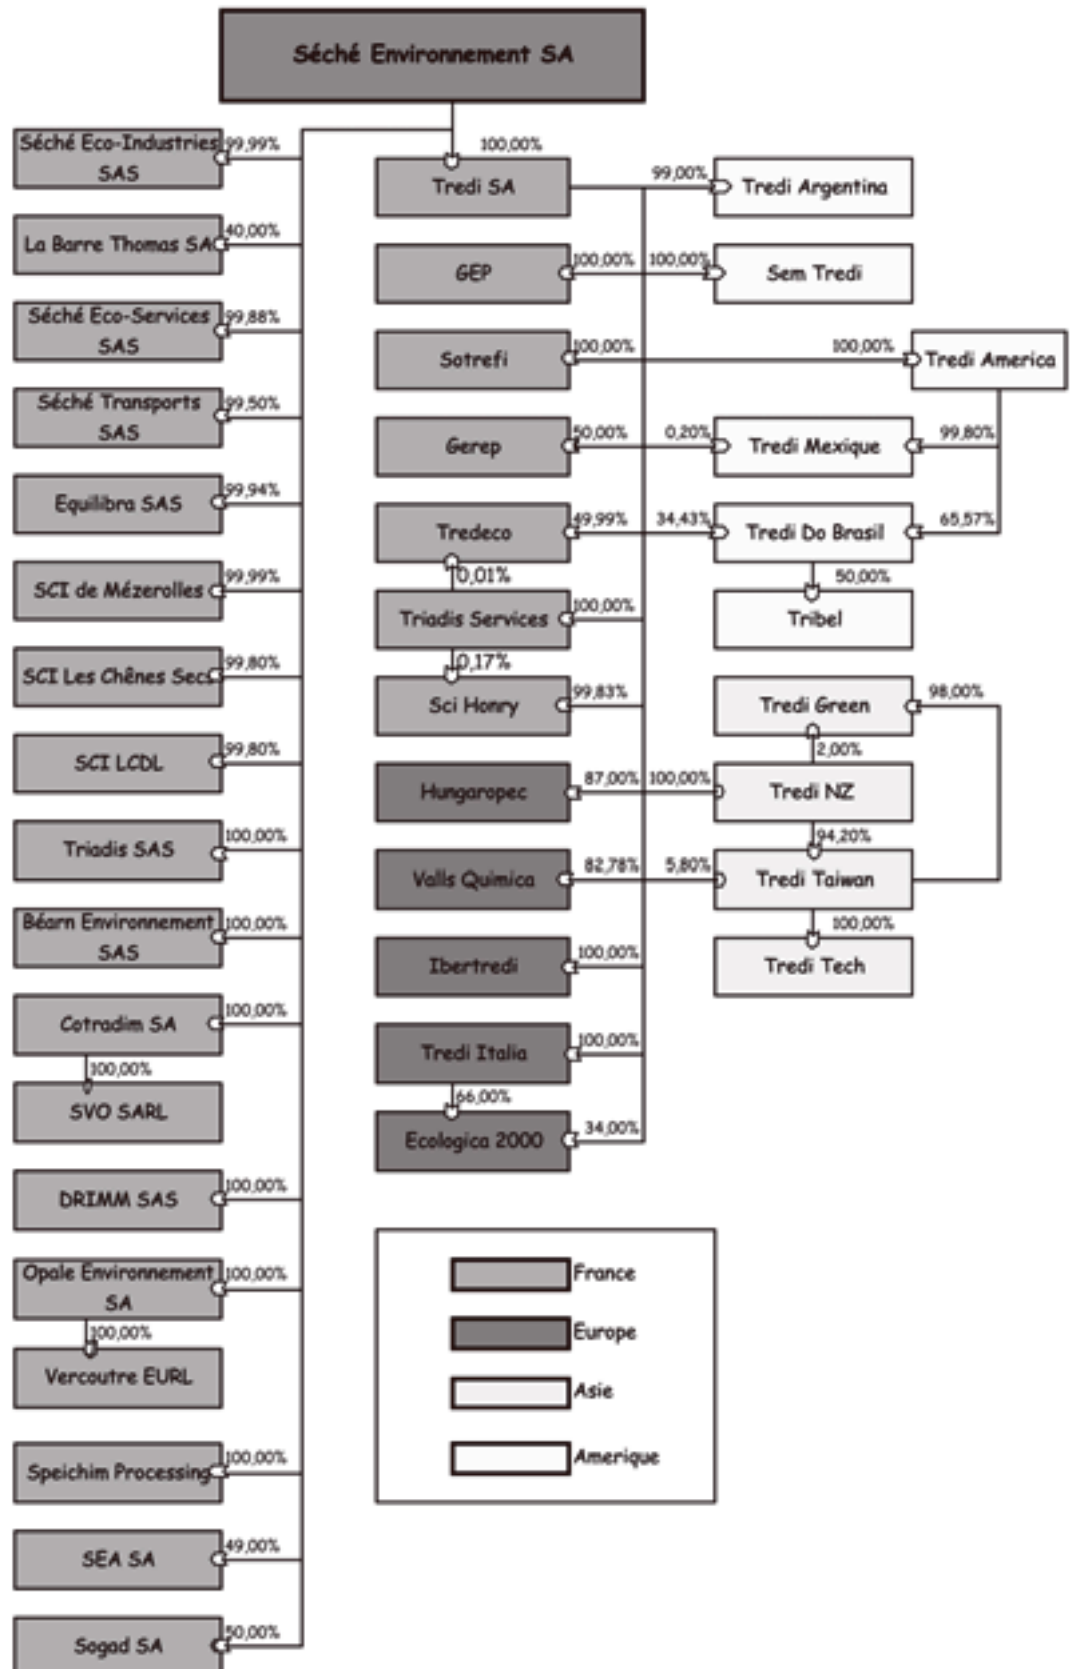 Séché Environnement SA
Séché Eco-Industries
SAS
99,99%
La Barre Thomas SA
40,00%
Séché Eco-Services
SAS
99,88%
Séché Transports
SAS
99,50%
Equilibra SAS
99,94%
SCI de Mézerolles
99,99%
SCI Les Chênes Secs
99,80%
SCI LCDL
99,80%
Triadis SAS
100,00%
Béarn Environnement
SAS
100,00%
Cotradim SA
100,00%
100,00%
SVO SARL
DRIMM SAS
100,00%
Opale Environnement
SA
100,00%
100,00%
Vercoutre EURL
Speichim Processing
100,00%
SEA SA
49,00%
Sogad SA
50,00%
100,00%
Tredi SA
99,00%
Tredi Argentina
GEP
100,00%
100,00%
Sem Tredi
Sotrefi
100,00%
100,00%
Tredi America
Gerep
50,00%
0,20%
Tredi Mexique
99,80%
Tredeco
49,99%
34,43%
Tredi Do Brasil
65,57%
0,01%
50,00%
Triadis Services
100,00%
Tribel
0,17%
Sci Honry
99,83%
Tredi Green
98,00%
2,00%
Hungaropec
87,00%
100,00%
Tredi NZ
94,20%
Valls Quimica
82,78%
5,80%
Tredi Taiwan
100,00%
Ibertredi
100,00%
Tredi Tech
Tredi Italia
100,00%
66,00%
Ecologica 2000
34,00%
France
Europe
Asie
Amerique